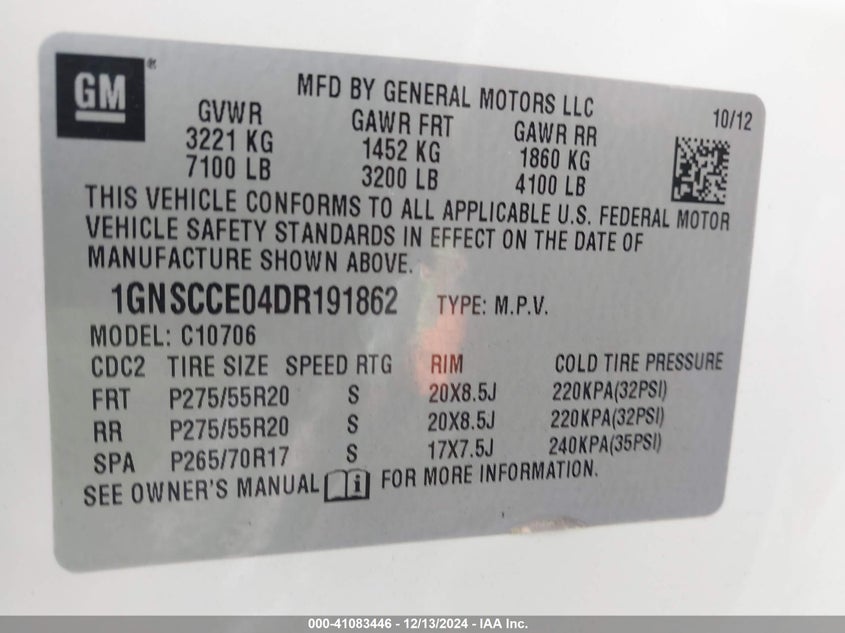 GM®
MFD BY GENERAL MOTORS LLC
10/12
GVWR GAWR FRT GAWR RR
3221 KG 1452 KG 1860 KG
7100 LB 3200 LB 4100 LB
THIS VEHICLE CONFORMS TO ALL APPLICABLE U.S. FEDERAL MOTOR
VEHICLE SAFETY STANDARDS IN EFFECT ON THE DATE OF
MANUFACTURE SHOWN ABOVE.
1GNSCCE04DR191862 TYPE: M.P.V.
MODEL: C10706
CDC2 TIRE SIZE SPEED RTG RIM COLD TIRE PRESSURE
FRT P275/55R20 S 20X8.5J 220KPA(32PSI)
RR P275/55R20 S 20X8.5J 220KPA(32PSI)
SPA P265/70R17 S 17X7.5J 240KPA(35PSI)
SEE OWNER'S MANUAL i FOR MORE INFORMATION.
000-41083446 - 12/13/2024 - IAA Inc.